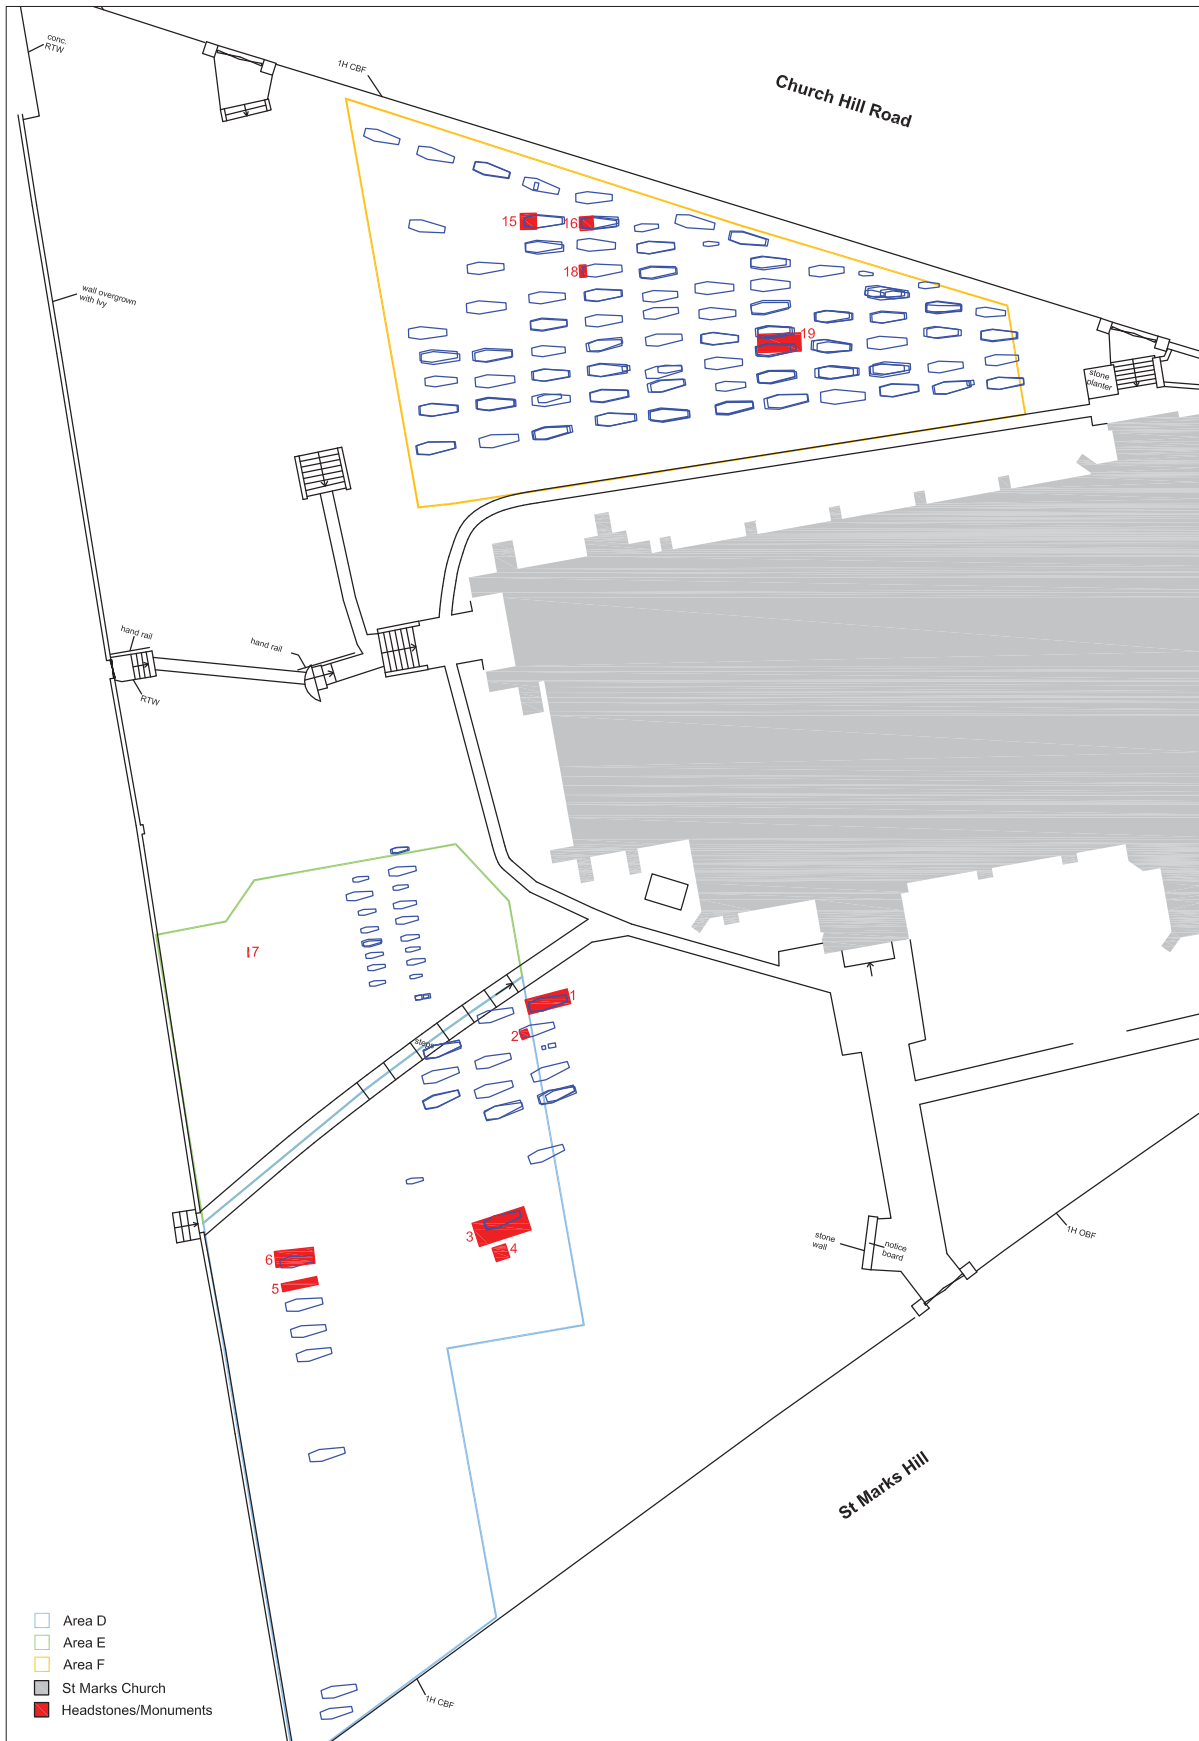 conc.
RTW
1H CBF
Church Hill Road
wall overgrown
with Ivy
15
16
18
19
stone
planter
hand rail
hand rail
RTW
7
steps
1
2
3
4
6
5
stone
wall
notice
board
1H OBF
St Marks Hill
1H CBF
Area D
Area E
Area F
St Marks Church
Headstones/Monuments